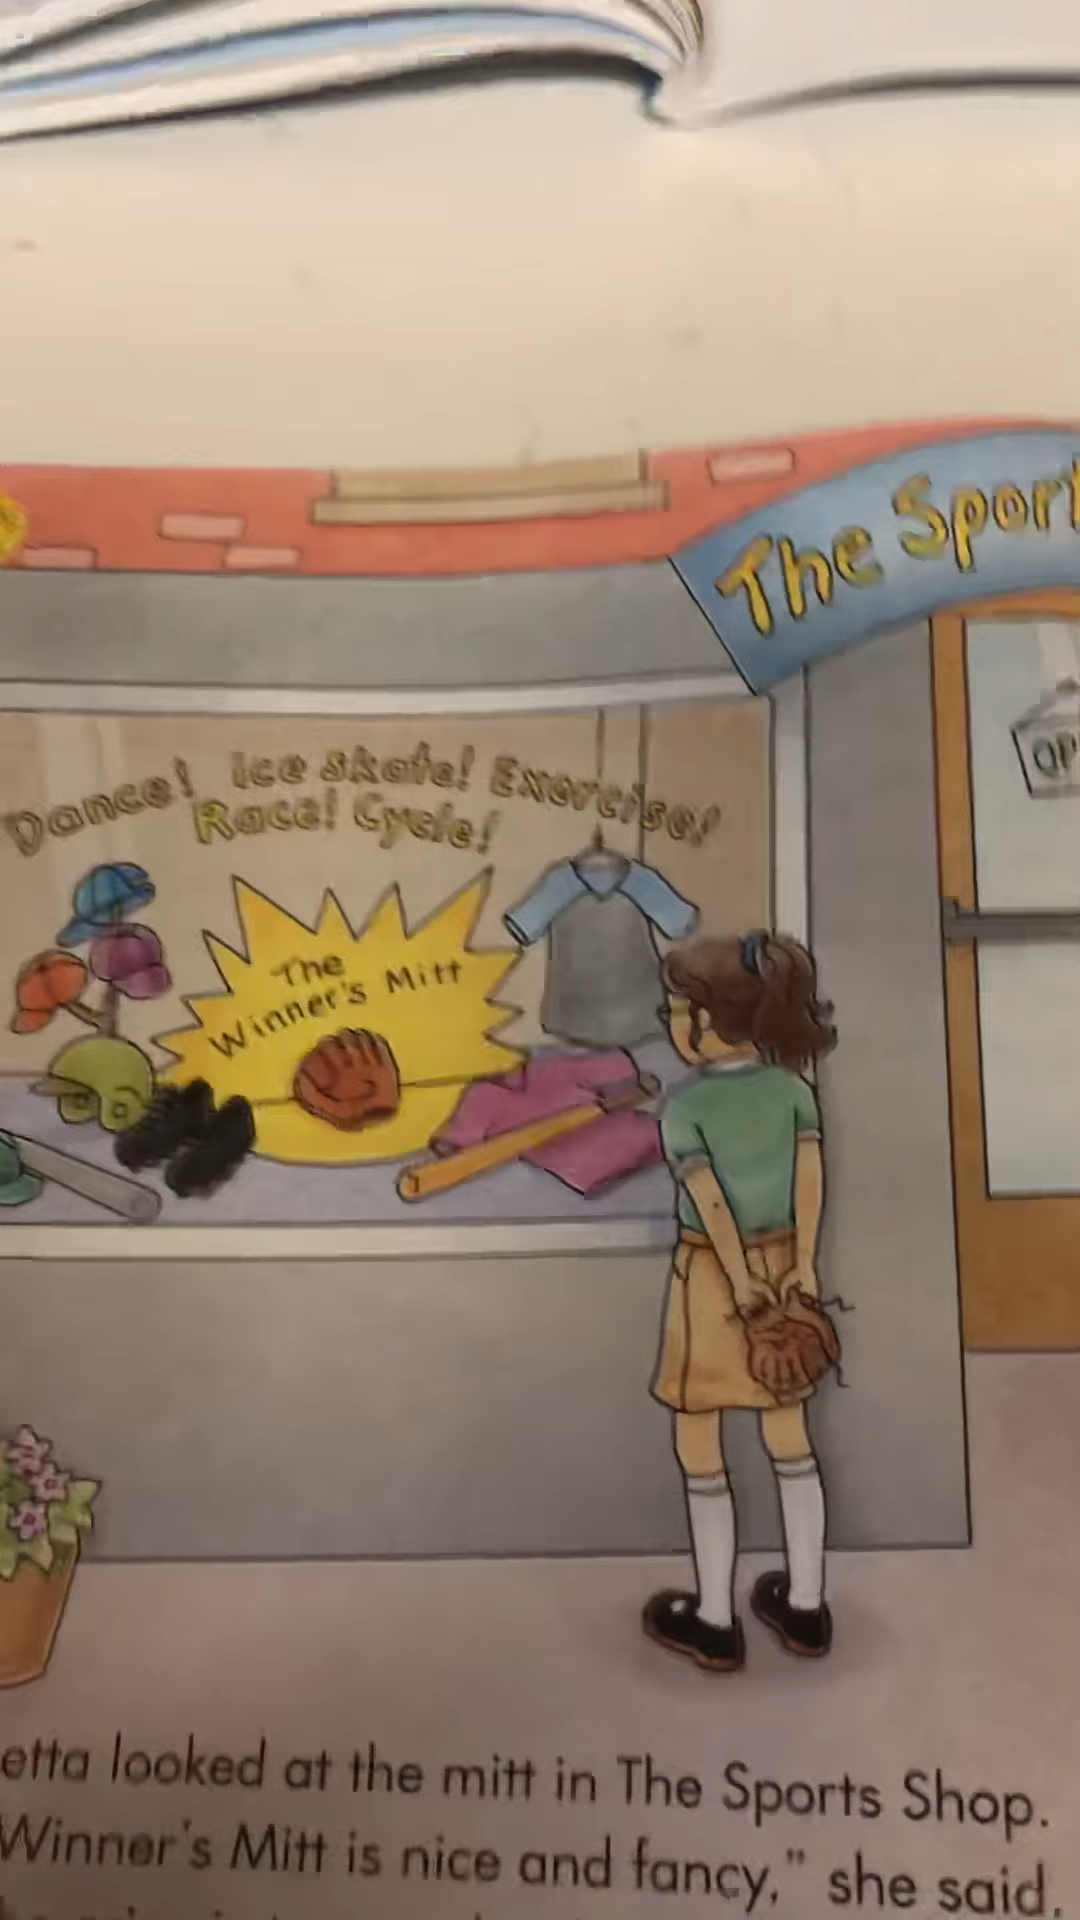 The Sport
OP
Dance! Ice skate! Exercise!
Race! Cycle!
The
Winner's Mitt
etta looked at the mitt in The Sports Shop.
Winner's Mitt is nice and fancy," she said.